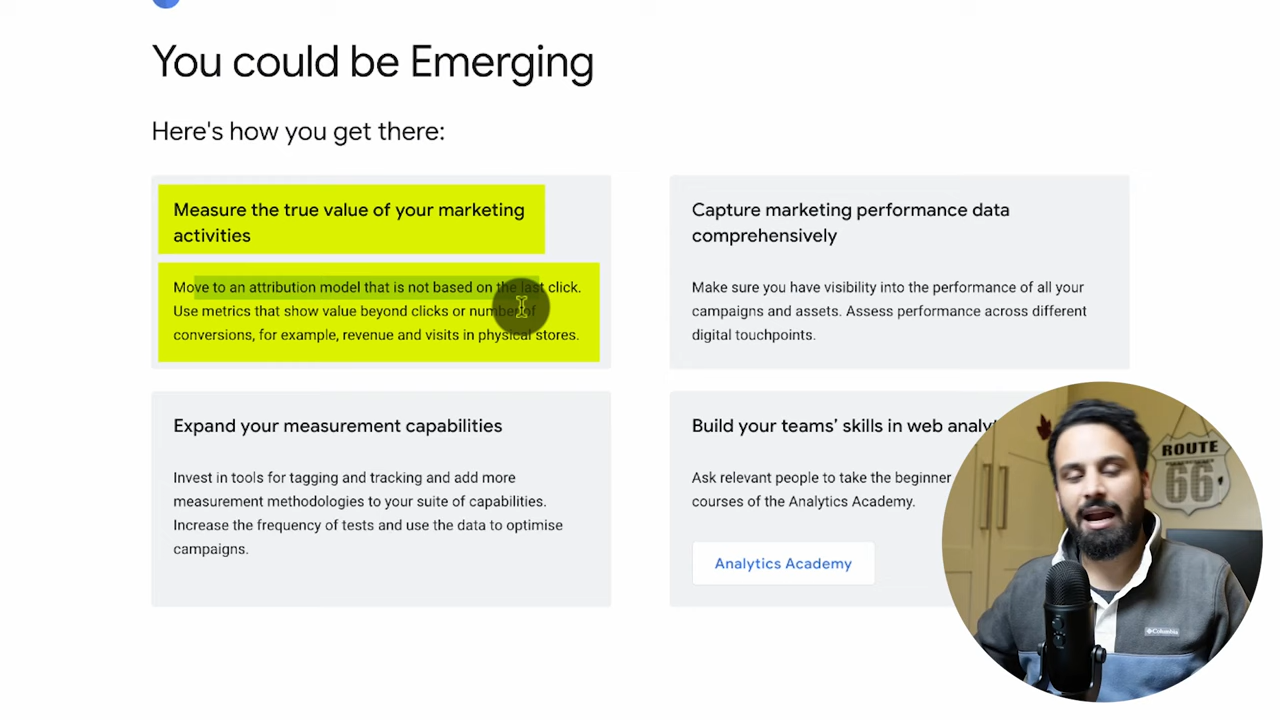 You could be Emerging
Here's how you get there:
Measure the true value of your marketing
activities
Move to an attribution model that is not based on the last click.
Use metrics that show value beyond clicks or number of
conversions, for example, revenue and visits in physical stores.
Capture marketing performance data
comprehensively
Make sure you have visibility into the performance of all your
campaigns and assets. Assess performance across different
digital touchpoints.
Expand your measurement capabilities
Invest in tools for tagging and tracking and add more
measurement methodologies to your suite of capabilities.
Increase the frequency of tests and use the data to optimise
campaigns.
Build your teams' skills in web analyt
Ask relevant people to take the beginner
courses of the Analytics Academy.
Analytics Academy
ROUTE
66
Columbia